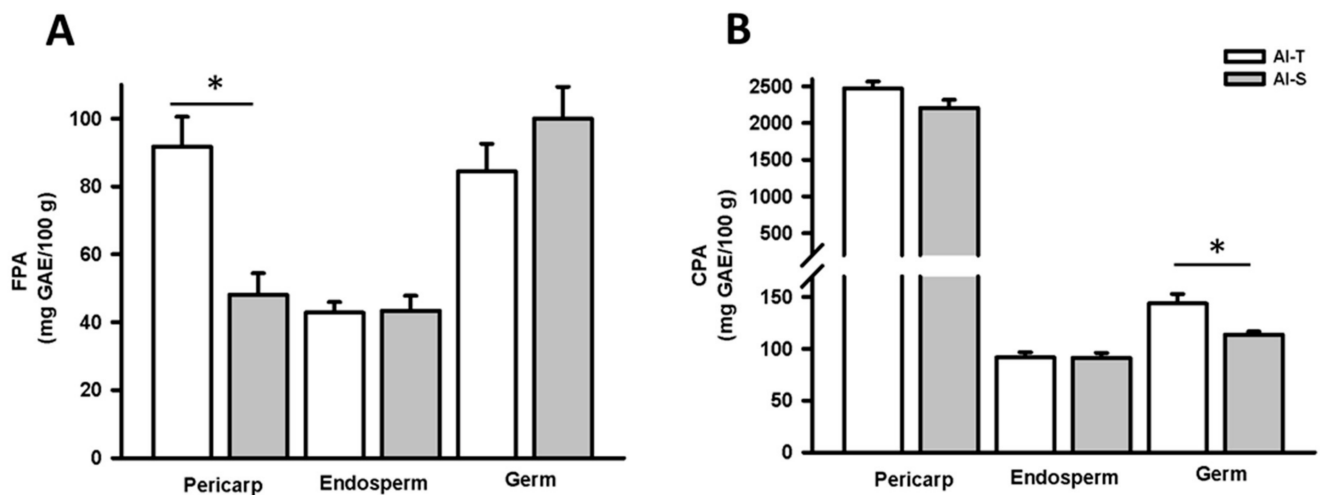 A
FPA
(mg GAE/100 g)
100
80
60
40
20
0
*
Pericarp
Endosperm
Germ
B
Al-T
Al-S
CPA
(mg GAE/100 g)
2500
2000
1500
1000
500
150
100
50
0
*
Pericarp
Endosperm
Germ